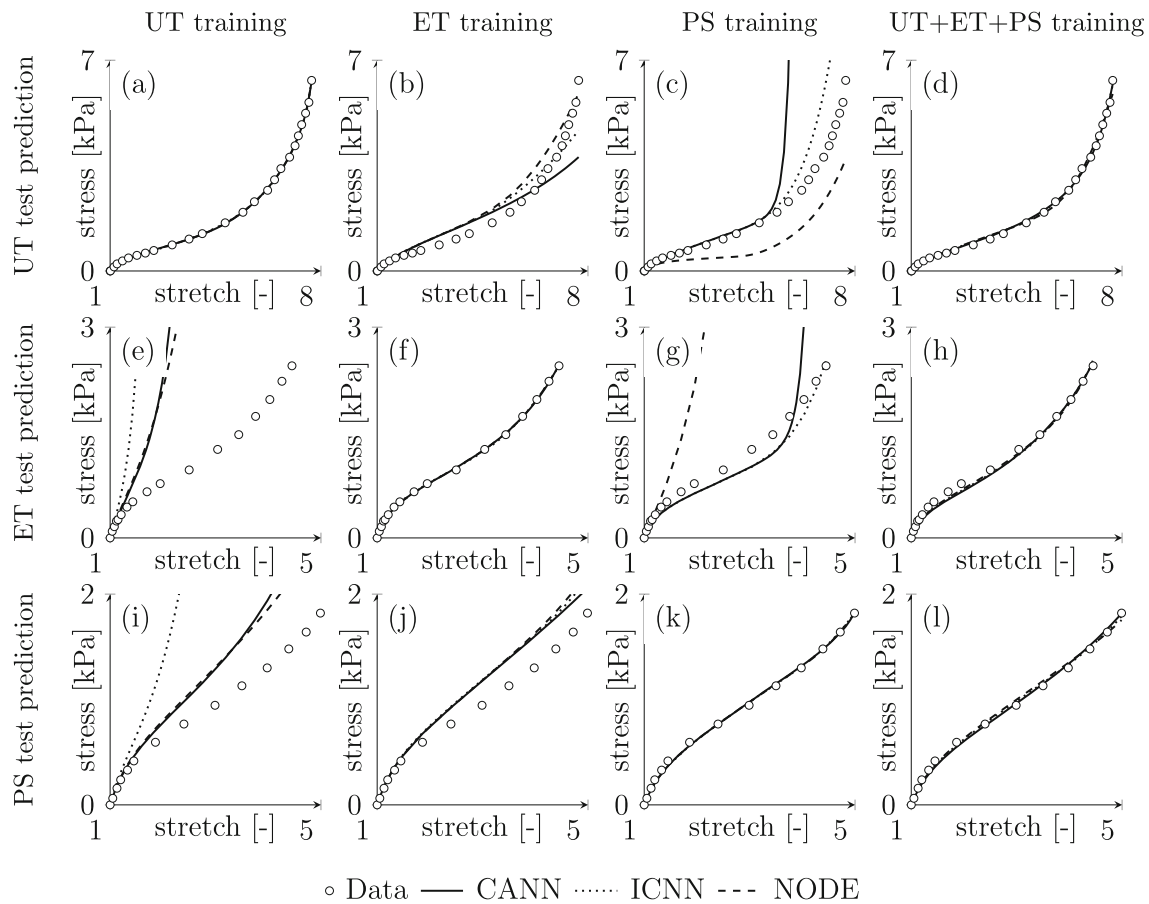 UT training ET training PS training UT+ET+PS training
UT test prediction
7 (a) stress [kPa] 0 1 stretch [-] 8
7 (b) stress [kPa] 0 1 stretch [-] 8
7 (c) stress [kPa] 0 1 stretch [-] 8
7 (d) stress [kPa] 0 1 stretch [-] 8
ET test prediction
3 (e) stress [kPa] 0 1 stretch [-] 5
3 (f) stress [kPa] 0 1 stretch [-] 5
3 (g) stress [kPa] 0 1 stretch [-] 5
3 (h) stress [kPa] 0 1 stretch [-] 5
PS test prediction
2 (i) stress [kPa] 0 1 stretch [-] 5
2 (j) stress [kPa] 0 1 stretch [-] 5
2 (k) stress [kPa] 0 1 stretch [-] 5
2 (l) stress [kPa] 0 1 stretch [-] 5
Data CANN ICNN NODE